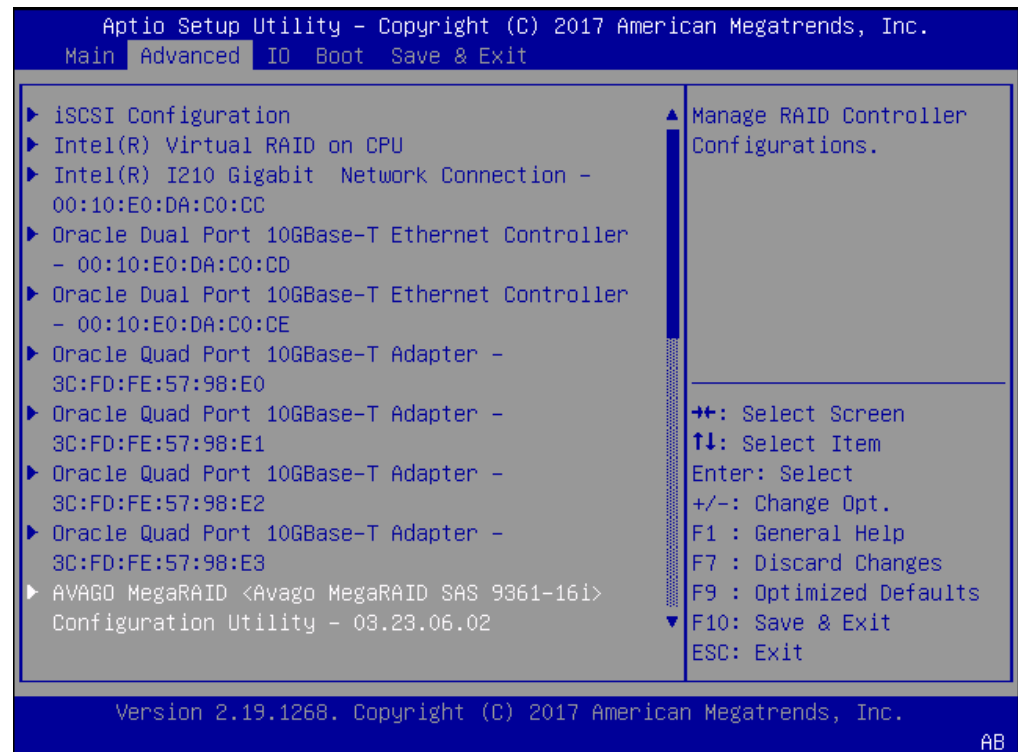 Aptio Setup Utility – Copyright (C) 2017 American Megatrends, Inc.
Main Advanced IO Boot Save & Exit
▶ iSCSI Configuration
▶ Intel(R) Virtual RAID on CPU
▶ Intel(R) I210 Gigabit  Network Connection –
00:10:E0:DA:C0:CC
▶ Oracle Dual Port 10GBase-T Ethernet Controller
– 00:10:E0:DA:C0:CD
▶ Oracle Dual Port 10GBase-T Ethernet Controller
– 00:10:E0:DA:C0:CE
▶ Oracle Quad Port 10GBase-T Adapter –
3C:FD:FE:57:98:E0
▶ Oracle Quad Port 10GBase-T Adapter –
3C:FD:FE:57:98:E1
▶ Oracle Quad Port 10GBase-T Adapter –
3C:FD:FE:57:98:E2
▶ Oracle Quad Port 10GBase-T Adapter –
3C:FD:FE:57:98:E3
▶ AVAGO MegaRAID <Avago MegaRAID SAS 9361-16i>
Configuration Utility – 03.23.06.02
Manage RAID Controller
Configurations.
→←: Select Screen
↑↓: Select Item
Enter: Select
+/-: Change Opt.
F1 : General Help
F7 : Discard Changes
F9 : Optimized Defaults
F10: Save & Exit
ESC: Exit
Version 2.19.1268. Copyright (C) 2017 American Megatrends, Inc.
AB